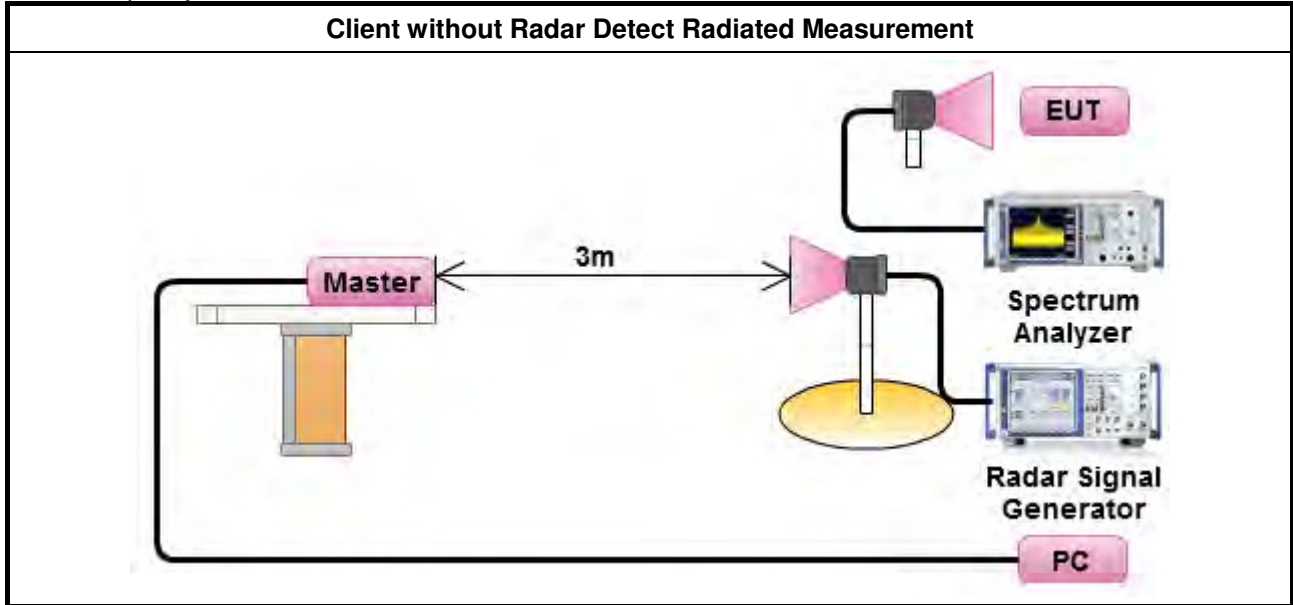 Client without Radar Detect Radiated Measurement
EUT
3m
Master
Spectrum
Analyzer
Radar Signal
Generator
PC